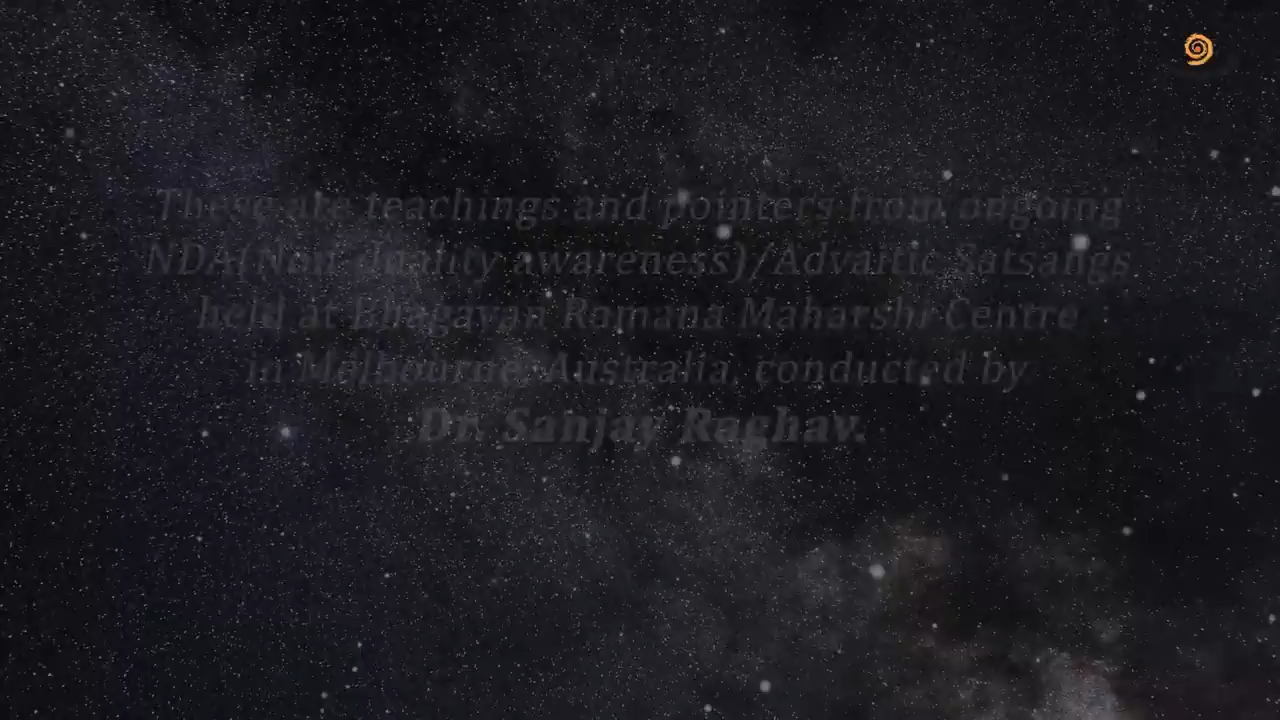 These are teachings and pointers from ongoing
NDA(Non duality awareness)/Advaitic Satsangs
held at Bhagavan Ramana Maharshi Centre
in Melbourne, Australia, conducted by
Dr. Sanjay Raghav.